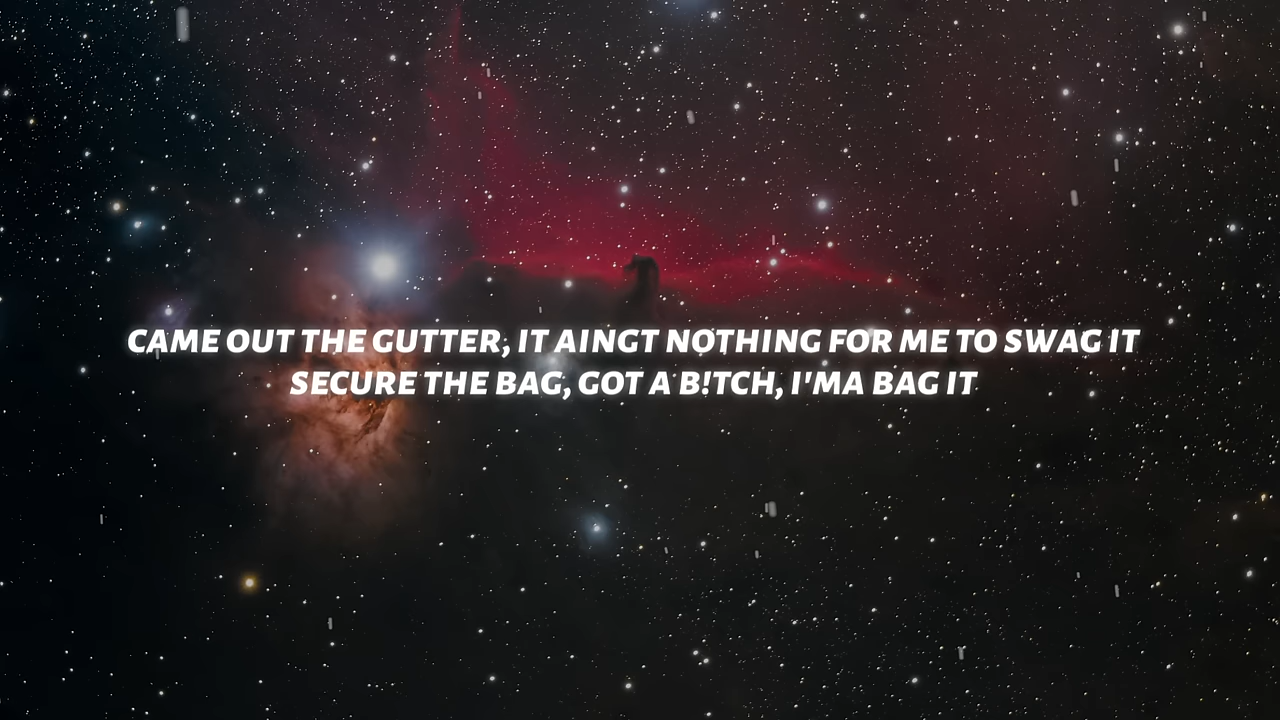 CAME OUT THE GUTTER, IT AINGT NOTHING FOR ME TO SWAG IT
SECURE THE BAG, GOT A B!TCH, I'MA BAG IT